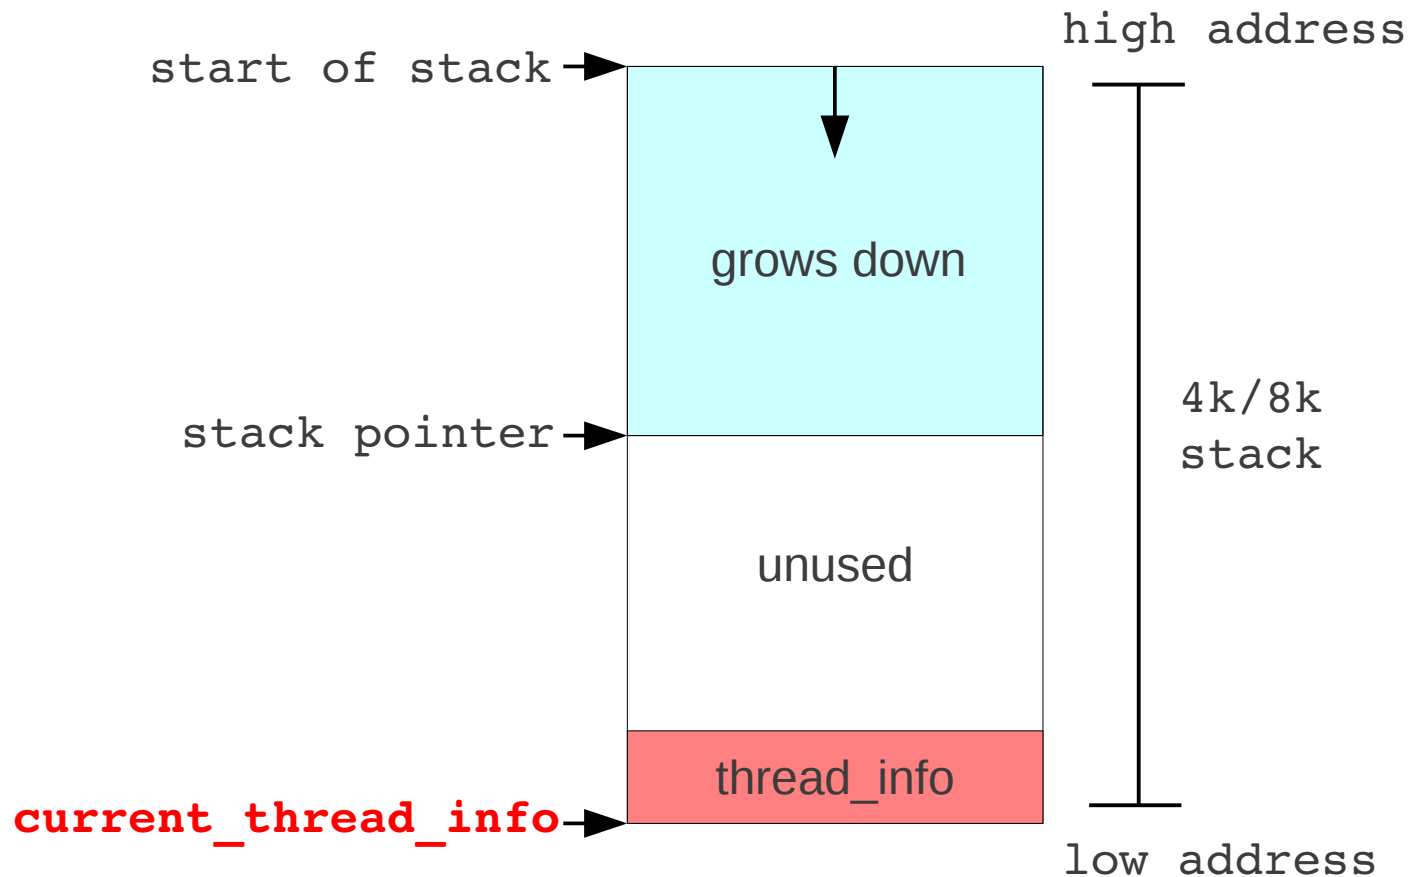 high address
start of stack
grows down
4k/8k
stack
stack pointer
unused
thread_info
current_thread_info
low address